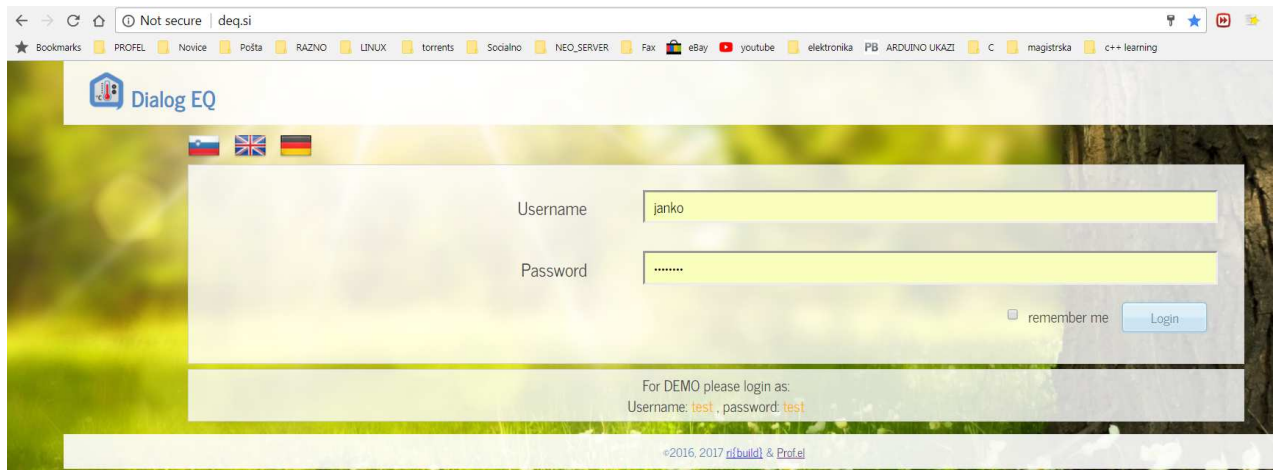 Not secure | deq.si
Bookmarks PROFEL Novice Pošta RAZNO LINUX torrents Socialno NEO_SERVER Fax eBay youtube elektronika PB ARDUINO UKAZI C magistrska c++ learning
Dialog EQ
Username janko
Password ········
remember me Login
For DEMO please login as:
Username: test , password: test
©2016, 2017 ri{build} & Prof.el